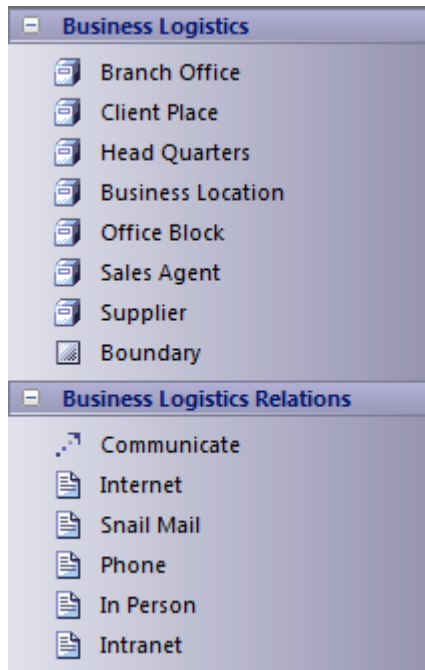 Business Logistics
Branch Office
Client Place
Head Quarters
Business Location
Office Block
Sales Agent
Supplier
Boundary
Business Logistics Relations
Communicate
Internet
Snail Mail
Phone
In Person
Intranet